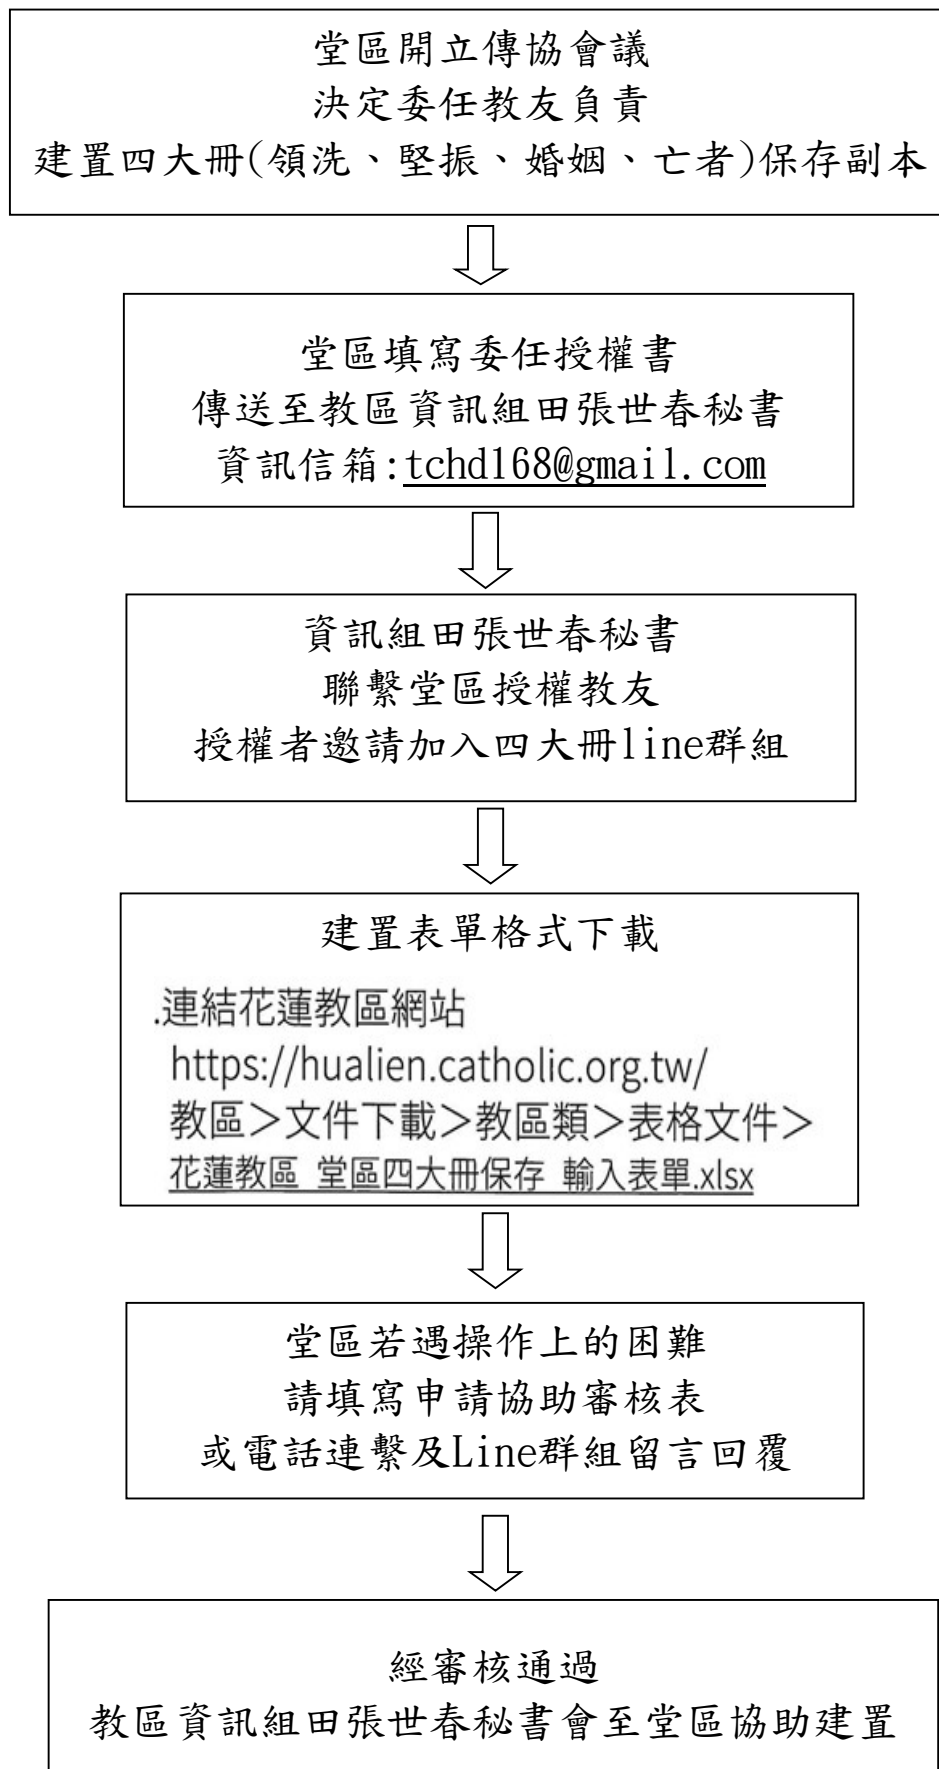 堂區開立傳協會議
決定委任教友負責
建置四大冊(領洗、堅振、婚姻、亡者)保存副本
堂區填寫委任授權書
傳送至教區資訊組田張世春秘書
資訊信箱:tchd168@gmail.com
資訊組田張世春秘書
聯繫堂區授權教友
授權者邀請加入四大冊line群組
建置表單格式下載
.連結花蓮教區網站
https://hualien.catholic.org.tw/
教區＞文件下載＞教區類＞表格文件＞
花蓮教區_堂區四大冊保存_輸入表單.xlsx
堂區若遇操作上的困難
請填寫申請協助審核表
或電話連繫及Line群組留言回覆
經審核通過
教區資訊組田張世春秘書會至堂區協助建置